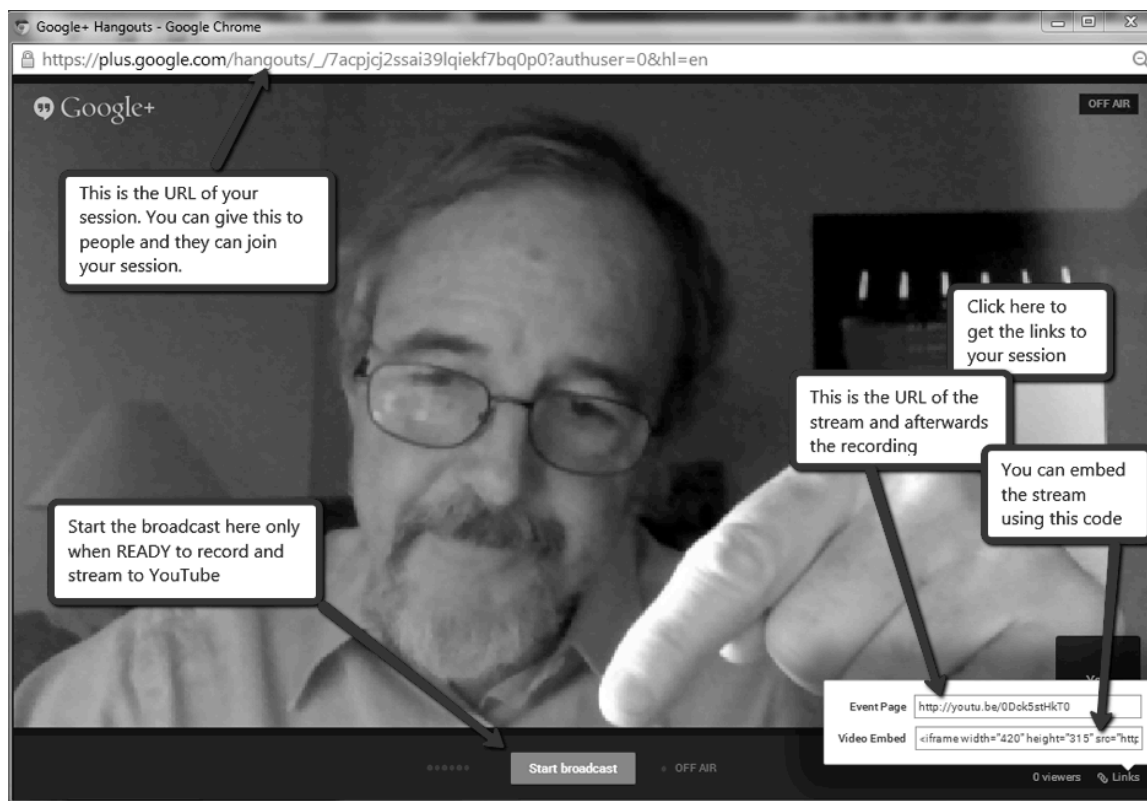 Google+ Hangouts - Google Chrome
https://plus.google.com/hangouts/_/7acpjcj2ssai39lqiekf7bq0p0?authuser=0&hl=en
Google+
OFF AIR
This is the URL of your
session. You can give this to
people and they can join
your session.
Click here to
get the links to
your session
This is the URL of the
stream and afterwards
the recording
You can embed
the stream
using this code
Start the broadcast here only
when READY to record and
stream to YouTube
Event Page http://youtu.be/0Dck5stHkT0
Video Embed <iframe width="420" height="315" src="http
Start broadcast
OFF AIR
0 viewers
Links